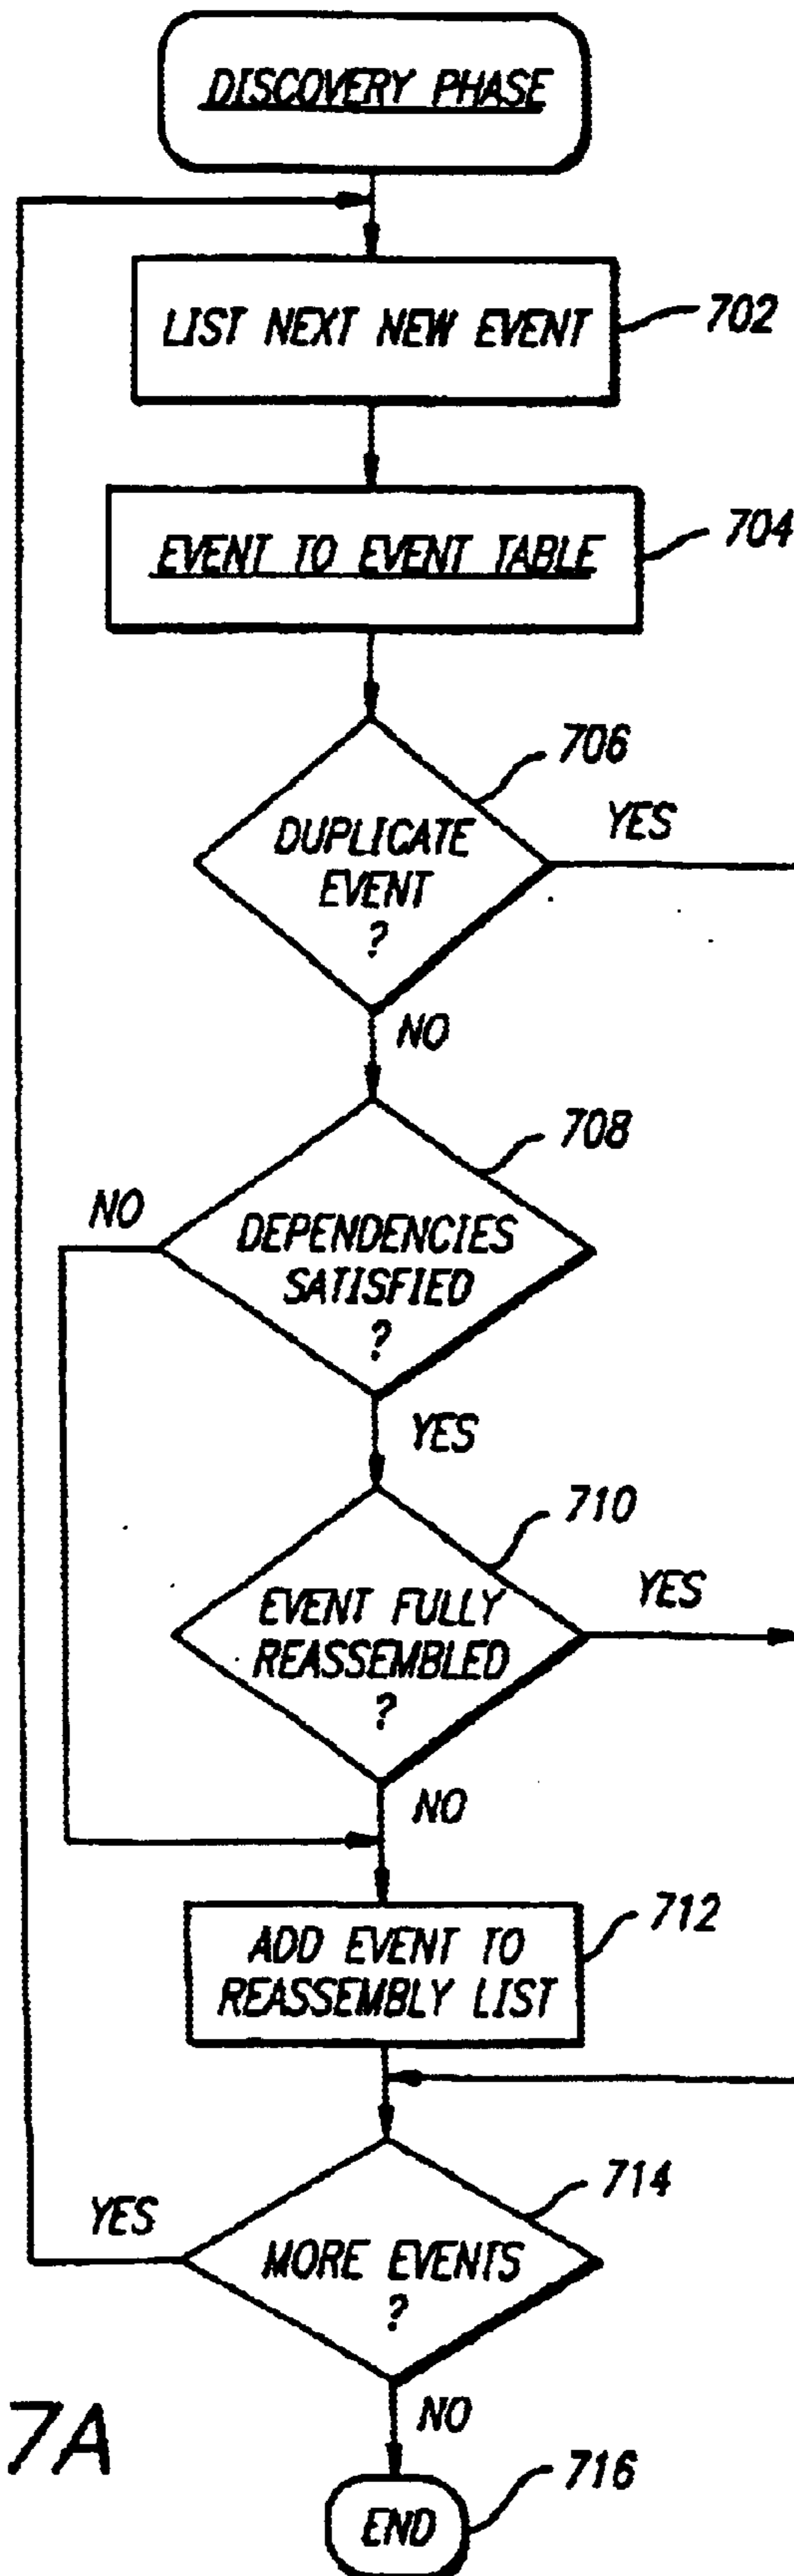 DISCOVERY PHASE
LIST NEXT NEW EVENT
702
EVENT TO EVENT TABLE
704
706
DUPLICATE
EVENT
?
YES
NO
708
NO
DEPENDENCIES
SATISFIED
?
YES
710
EVENT FULLY
REASSEMBLED
?
YES
NO
712
ADD EVENT TO
REASSEMBLY LIST
714
YES
MORE EVENTS
?
NO
7A
716
END